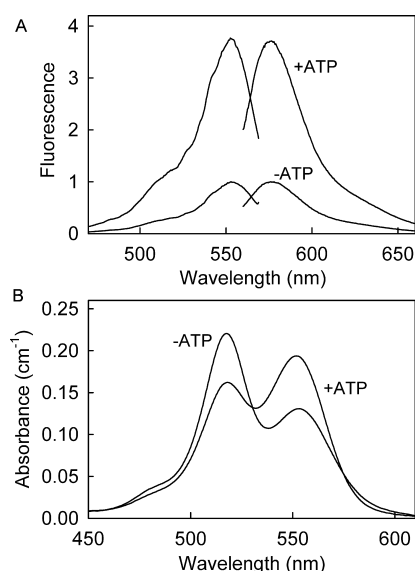 A
4
3
2
1
0
Fluorescence
+ATP
-ATP
500 550 600 650
Wavelength (nm)
B
0.25
0.20
0.15
0.10
0.05
0.00
Absorbance (cm-1)
-ATP
+ATP
450 500 550 600
Wavelength (nm)